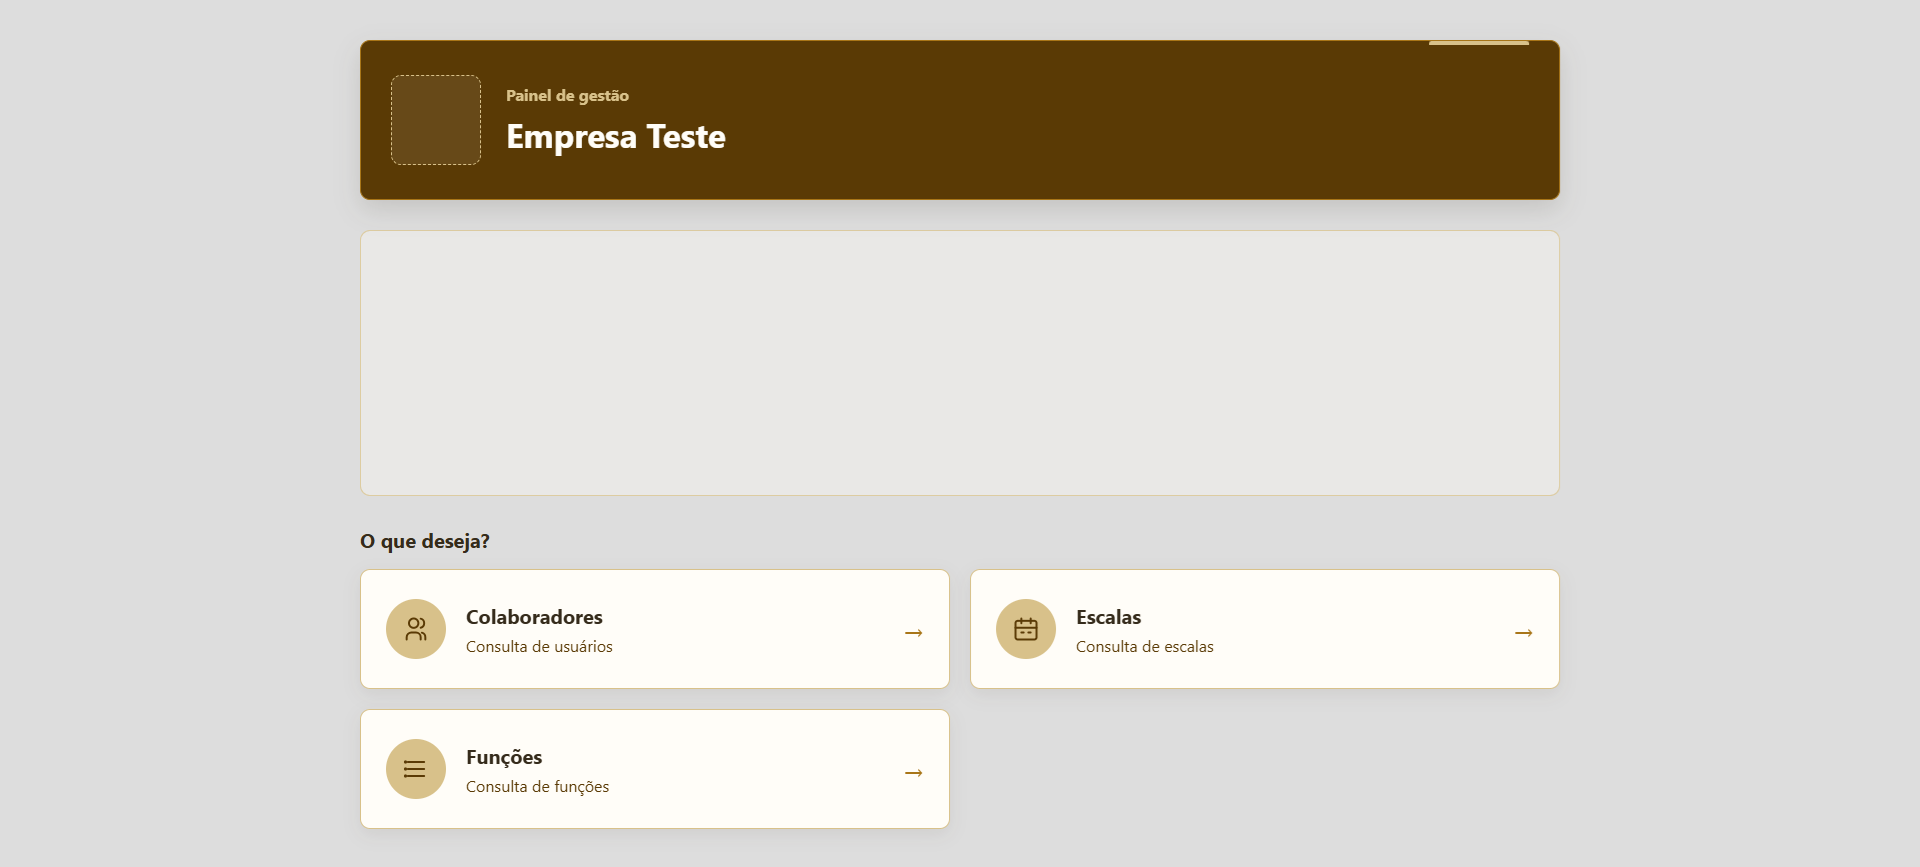 Painel de gestão
Empresa Teste
O que deseja?
Colaboradores
Consulta de usuários
→
Escalas
Consulta de escalas
→
Funções
Consulta de funções
→